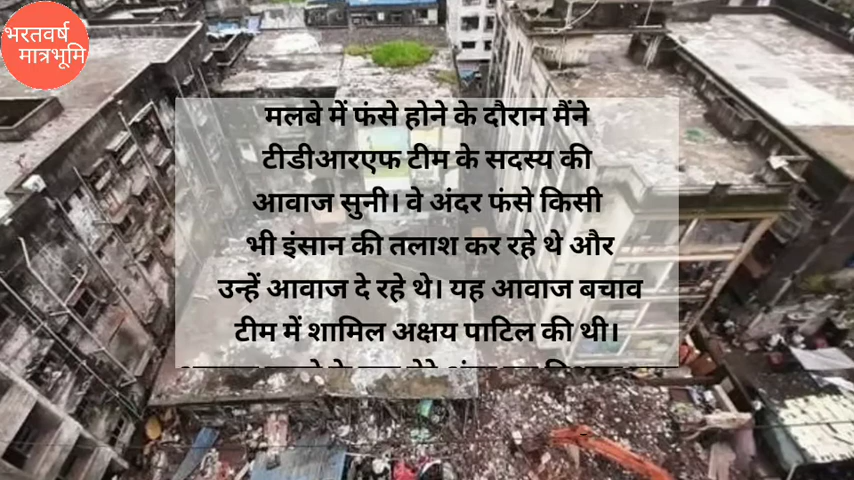 भरतवर्ष
मात्रभूमि
मलबे में फंसे होने के दौरान मैंने
टीडीआरएफ टीम के सदस्य की
आवाज सुनी। वे अंदर फंसे किसी
भी इंसान की तलाश कर रहे थे और
उन्हें आवाज दे रहे थे। यह आवाज बचाव
टीम में शामिल अक्षय पाटिल की थी।